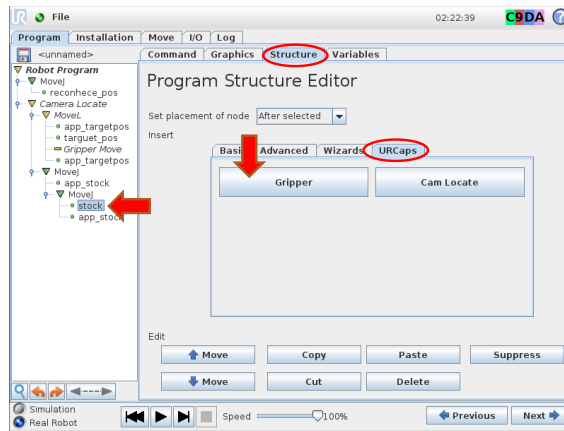 File
02:22:39
C9DA
Program Installation Move I/O Log
<unnamed>
Command Graphics Structure Variables
Robot Program
MoveJ
reconhece_pos
Camera Locate
MoveL
app_targetpos
targuet_pos
Gripper Move
app_targetpos
MoveJ
app_stock
MoveJ
stock
app_stock
Program Structure Editor
Set placement of node After selected
Insert
Advanced Wizards URCaps
Gripper Cam Locate
Edit
Move Copy Paste Suppress
Move Cut Delete
Simulation
Real Robot
Speed 100%
Previous Next